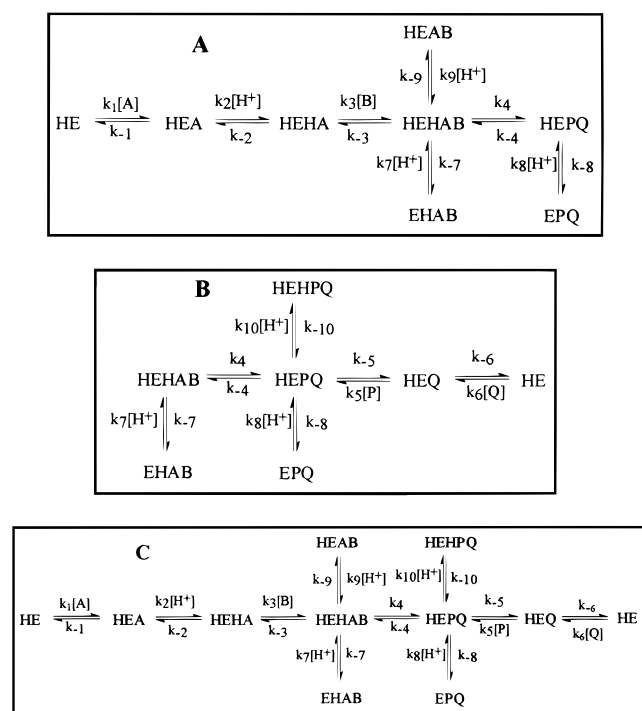 A
HEAB
k-9 k9[H+]
k1[A] k2[H+] k3[B] k4
HE HEA HEHA HEHAB HEPQ
k-1 k-2 k-3 k-4
k7[H+] k-7 k8[H+] k-8
EHAB EPQ
B
HEHPQ
k10[H+] k-10
k4 k-5 k-6
HEHAB HEPQ HEQ HE
k-4 k5[P] k6[Q]
k7[H+] k-7 k8[H+] k-8
EHAB EPQ
C
HEAB HEHPQ
k-9 k9[H+] k10[H+] k-10
k1[A] k2[H+] k3[B] k4 k-5 k-6
HE HEA HEHA HEHAB HEPQ HEQ HE
k-1 k-2 k-3 k-4 k5[P] k6[Q]
k7[H+] k-7 k8[H+] k-8
EHAB EPQ